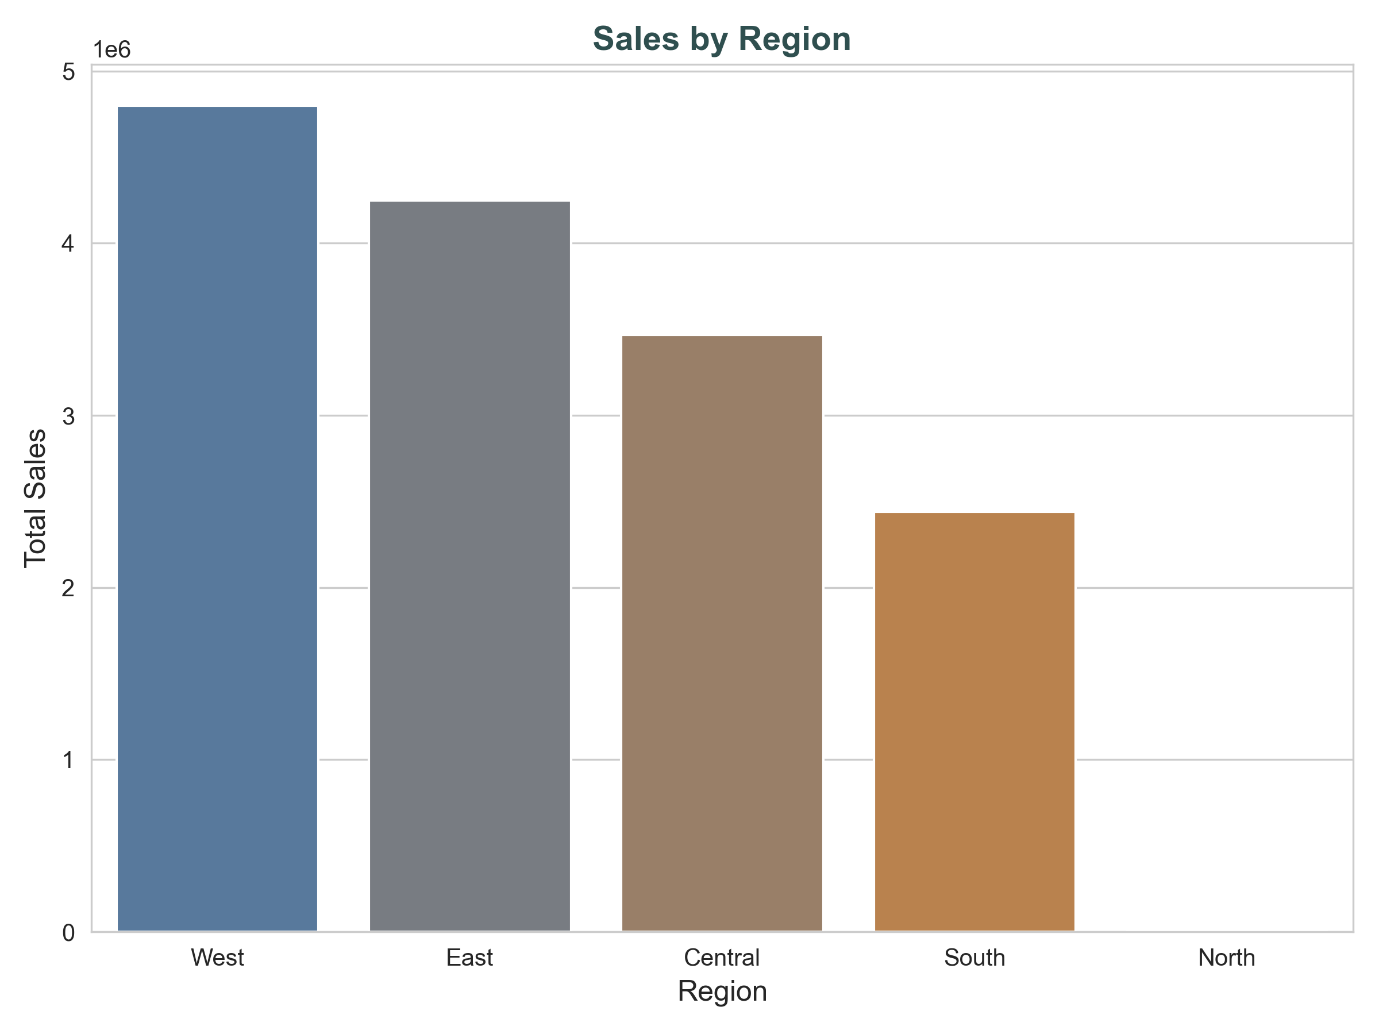 Sales by Region
1e6
5
4
3
2
1
0
Total Sales
West East Central South North
Region